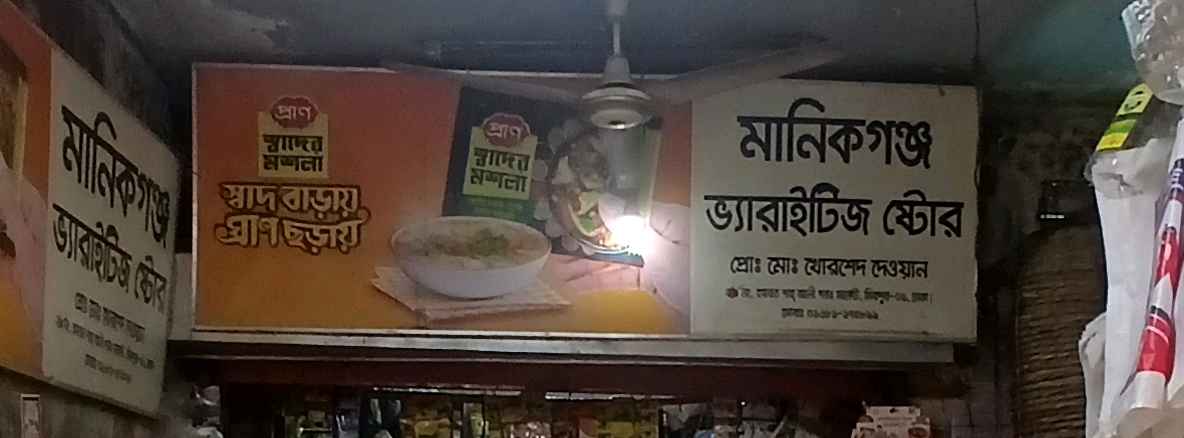 মানিকগঞ্জ
ভ্যারাইটিজ ষ্টোর
প্রাণ
স্বাদের
মশলা
স্বাদ বাড়ায়
প্রাণ ছড়ায়
প্রাণ
স্বাদের
মশলা
মানিকগঞ্জ
ভ্যারাইটিজ ষ্টোর
প্রোঃ মোঃ খোরশেদ দেওয়ান